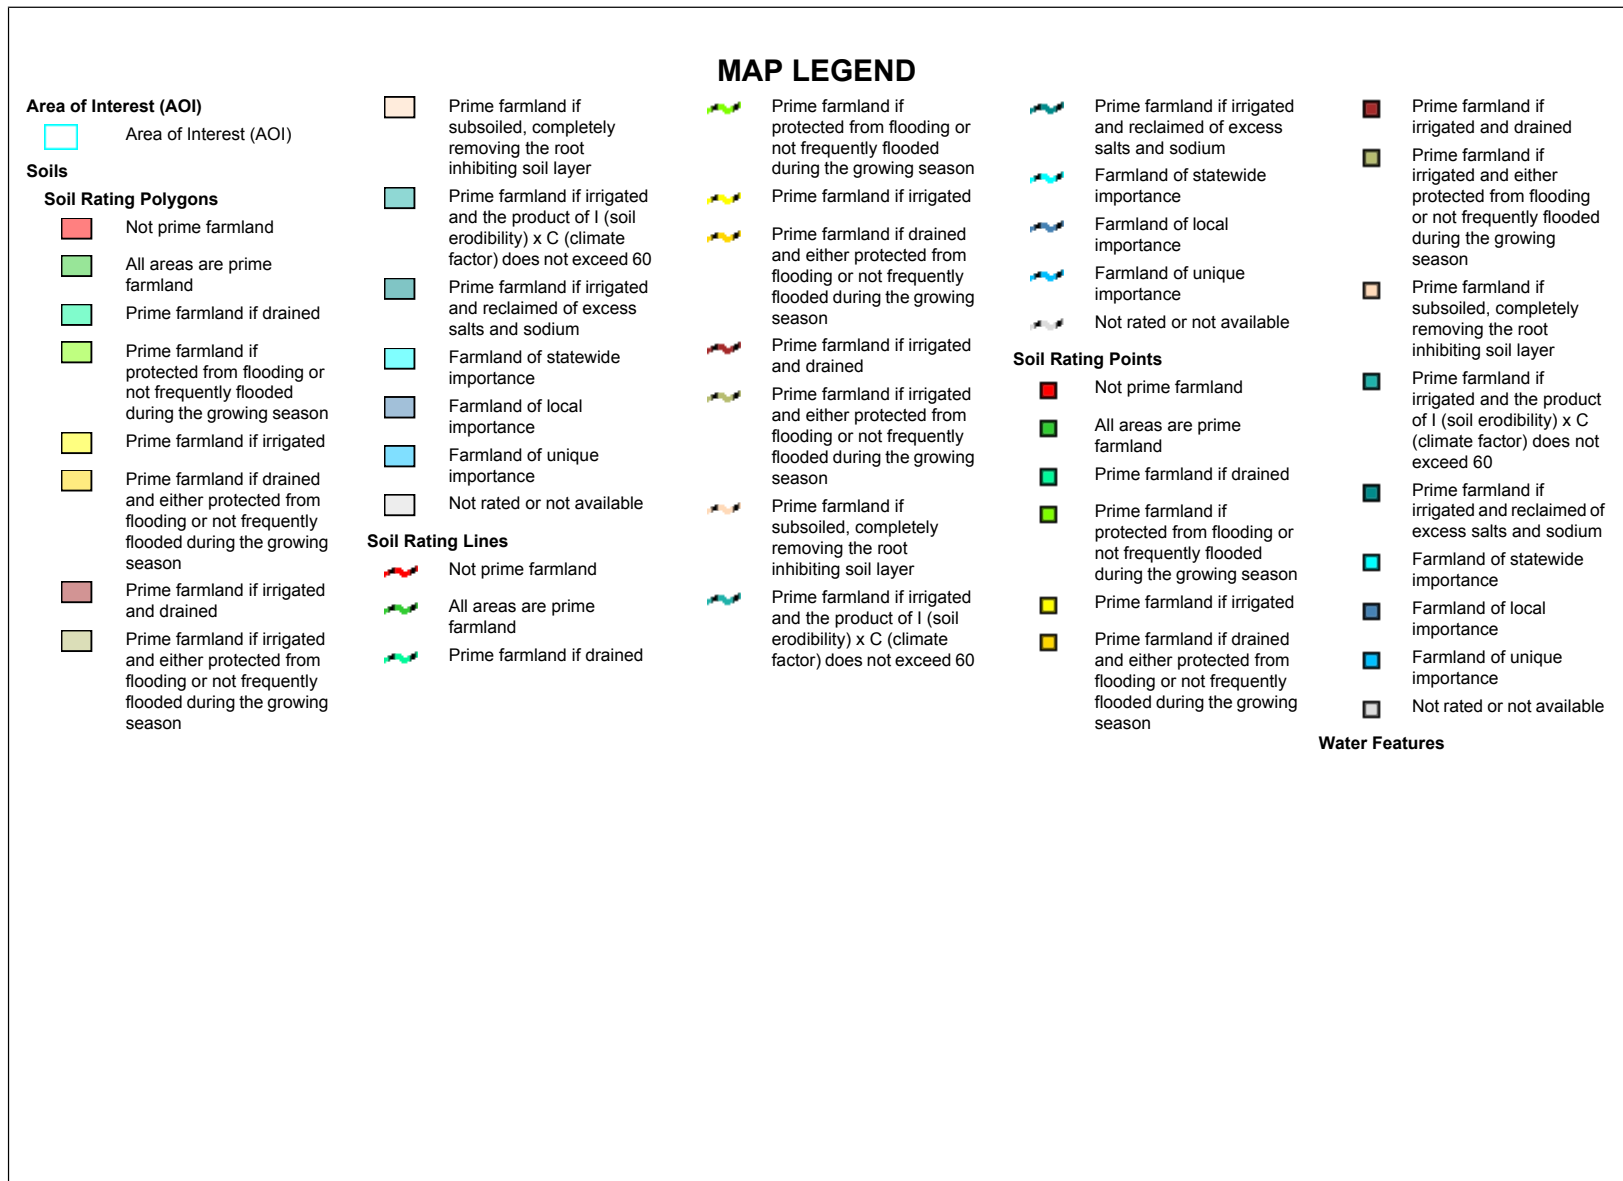 MAP LEGEND
Area of Interest (AOI)
Area of Interest (AOI)
Soils
Soil Rating Polygons
Not prime farmland
All areas are prime
farmland
Prime farmland if drained
Prime farmland if
protected from flooding or
not frequently flooded
during the growing season
Prime farmland if irrigated
Prime farmland if drained
and either protected from
flooding or not frequently
flooded during the growing
season
Prime farmland if irrigated
and drained
Prime farmland if irrigated
and either protected from
flooding or not frequently
flooded during the growing
season
Prime farmland if
subsoiled, completely
removing the root
inhibiting soil layer
Prime farmland if irrigated
and the product of I (soil
erodibility) x C (climate
factor) does not exceed 60
Prime farmland if irrigated
and reclaimed of excess
salts and sodium
Farmland of statewide
importance
Farmland of local
importance
Farmland of unique
importance
Not rated or not available
Soil Rating Lines
Not prime farmland
All areas are prime
farmland
Prime farmland if drained
Prime farmland if
protected from flooding or
not frequently flooded
during the growing season
Prime farmland if irrigated
Prime farmland if drained
and either protected from
flooding or not frequently
flooded during the growing
season
Prime farmland if irrigated
and drained
Prime farmland if irrigated
and either protected from
flooding or not frequently
flooded during the growing
season
Prime farmland if
subsoiled, completely
removing the root
inhibiting soil layer
Prime farmland if irrigated
and the product of I (soil
erodibility) x C (climate
factor) does not exceed 60
Prime farmland if irrigated
and reclaimed of excess
salts and sodium
Farmland of statewide
importance
Farmland of local
importance
Farmland of unique
importance
Not rated or not available
Soil Rating Points
Not prime farmland
All areas are prime
farmland
Prime farmland if drained
Prime farmland if
protected from flooding or
not frequently flooded
during the growing season
Prime farmland if irrigated
Prime farmland if drained
and either protected from
flooding or not frequently
flooded during the growing
season
Prime farmland if
irrigated and drained
Prime farmland if
irrigated and either
protected from flooding
or not frequently flooded
during the growing
season
Prime farmland if
subsoiled, completely
removing the root
inhibiting soil layer
Prime farmland if
irrigated and the product
of I (soil erodibility) x C
(climate factor) does not
exceed 60
Prime farmland if
irrigated and reclaimed of
excess salts and sodium
Farmland of statewide
importance
Farmland of local
importance
Farmland of unique
importance
Not rated or not available
Water Features